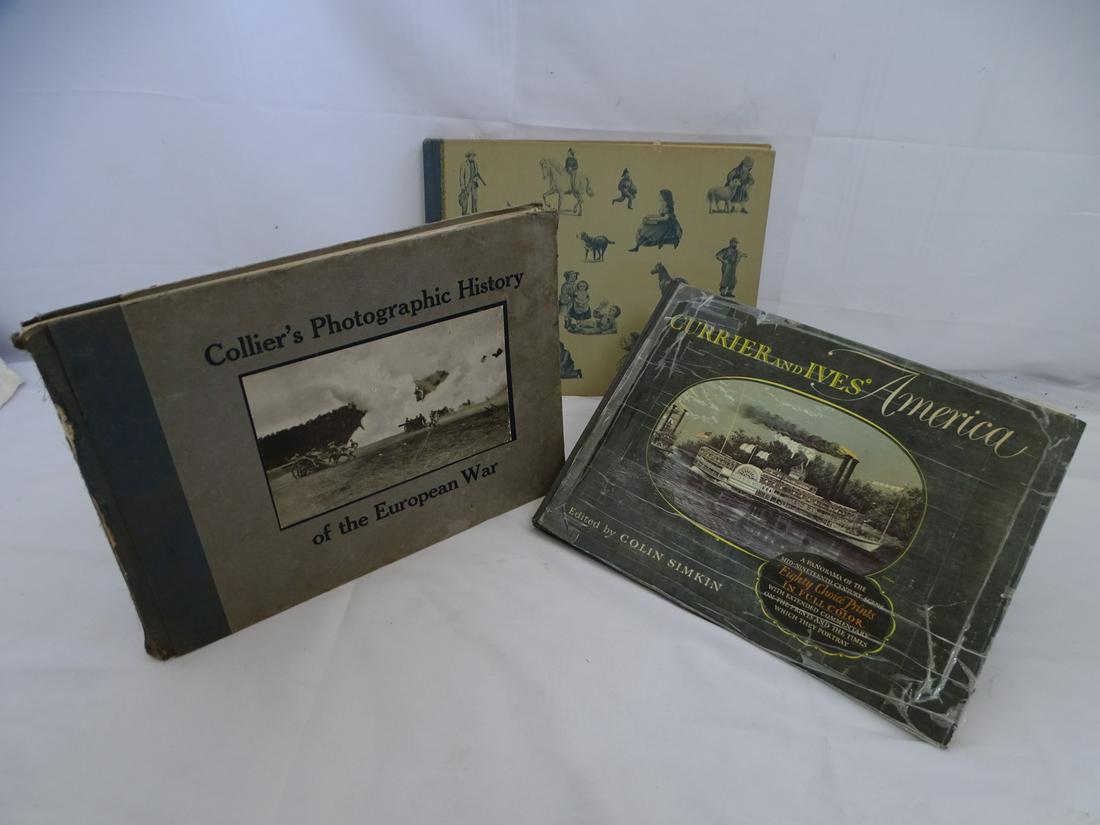 Collier's Photographic History
of the European War
CURRIER AND IVES'
America
Edited by COLIN SIMKIN
A PANORAMA OF THE
MID-NINETEENTH CENTURY SCENE
Eighty Choice Prints
IN FULL COLOR
WITH EXTENDED COMMENTARY
ON THE PRINTS AND THE TIMES
WHICH THEY PORTRAY